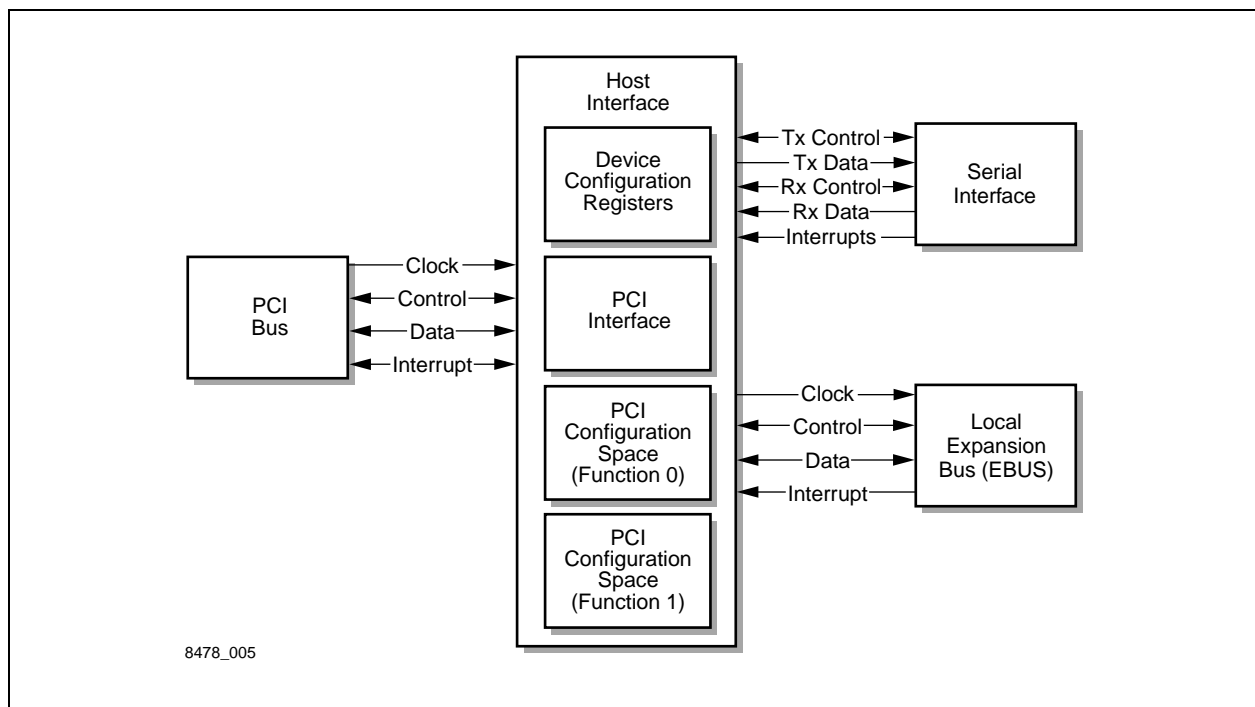 Host
Interface
Device
Configuration
Registers
PCI
Interface
PCI
Configuration
Space
(Function 0)
PCI
Configuration
Space
(Function 1)
PCI
Bus
Clock
Control
Data
Interrupt
Tx Control
Tx Data
Rx Control
Rx Data
Interrupts
Serial
Interface
Clock
Control
Data
Interrupt
Local
Expansion
Bus (EBUS)
8478_005